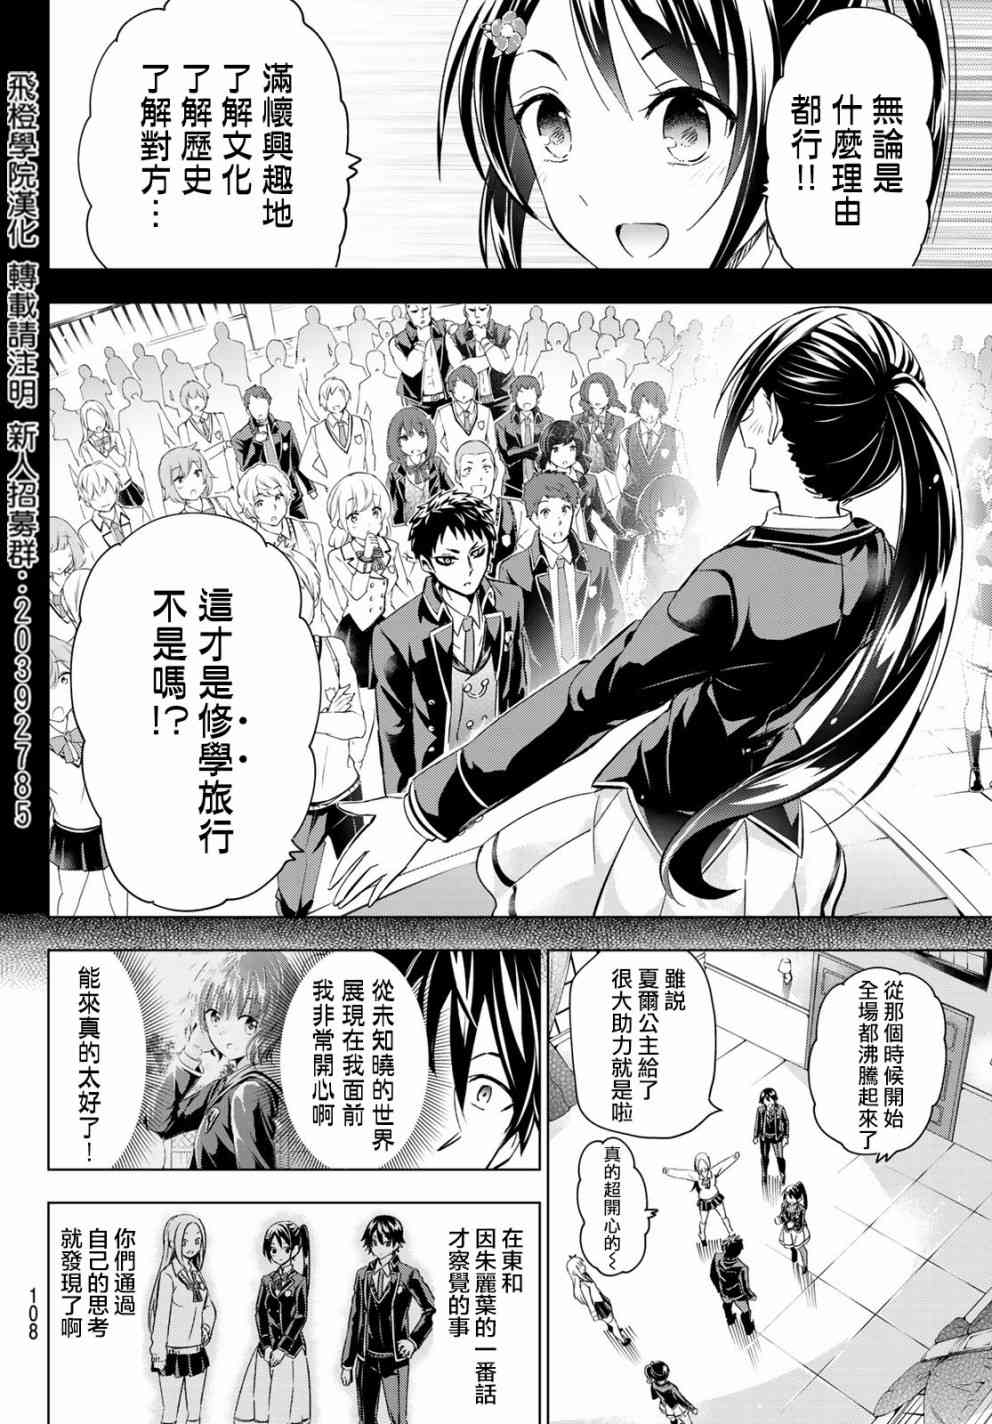 無論是
什麼理由
都行!!
滿懷興趣地
了解文化
了解歷史
了解對方…
這才是修學旅行
不是嗎!?
從那個時候開始
全場都沸騰起來了
雖説
夏爾公主給了
很大助力就是啦
真的超開心的~
從未知曉的世界
展現在我面前
我非常開心啊
能來真的太好了!
在東和
因朱麗葉的一番話
才察覺的事
你們通過
自己的思考
就發現了啊
108
飛橙學院漢化 轉載請注明 新人招募群:203927855